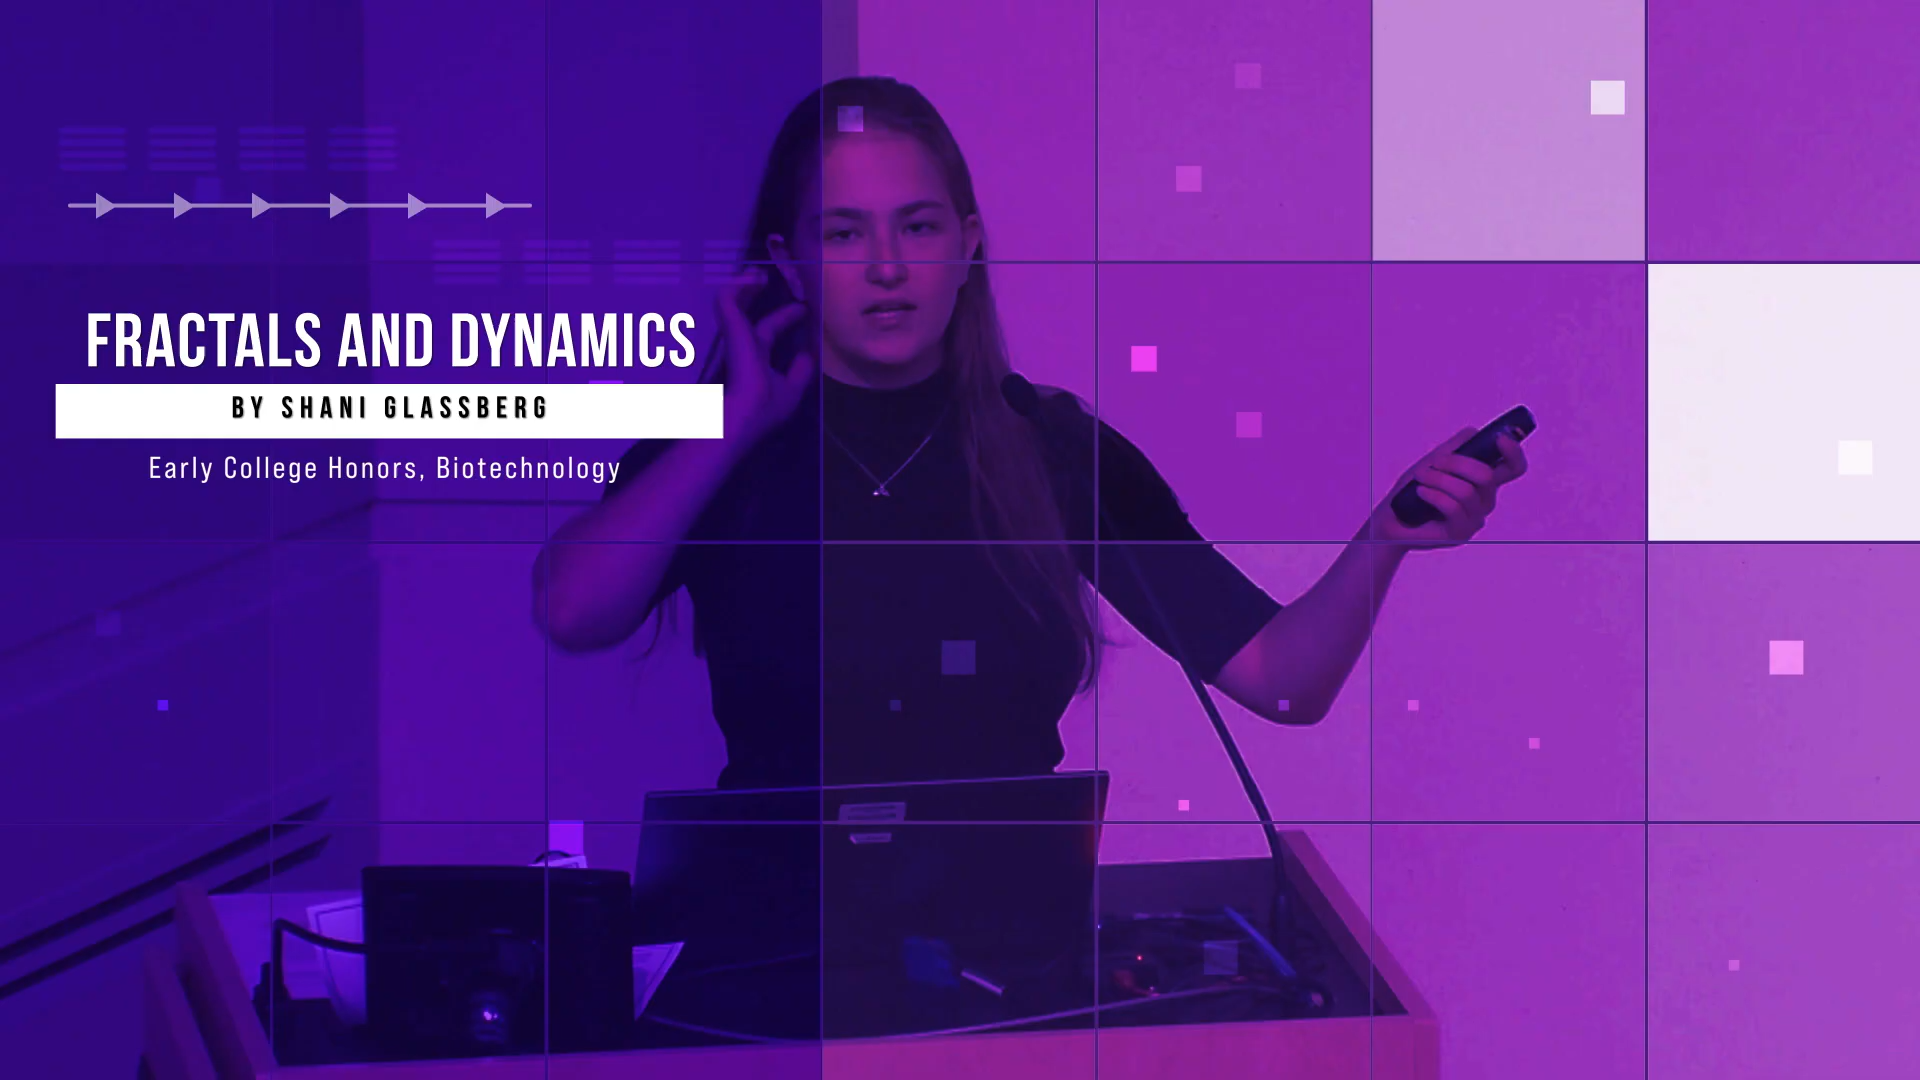 FRACTALS AND DYNAMICS
BY SHANI GLASSBERG
Early College Honors, Biotechnology